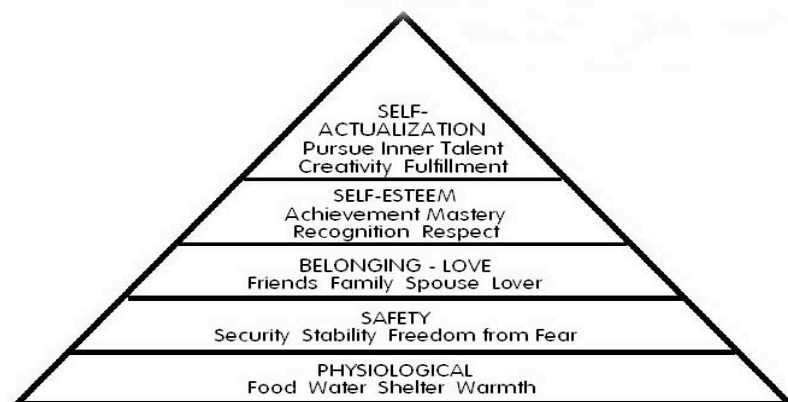 SELF-
ACTUALIZATION
Pursue Inner Talent
Creativity Fulfillment
SELF-ESTEEM
Achievement Mastery
Recognition Respect
BELONGING - LOVE
Friends Family Spouse Lover
SAFETY
Security Stability Freedom from Fear
PHYSIOLOGICAL
Food Water Shelter Warmth